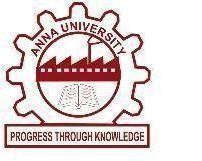 ANNA UNIVERSITY
PROGRESS THROUGH KNOWLEDGE